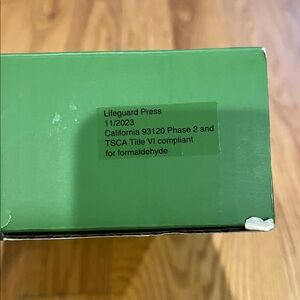 Lifeguard Press
11/2023
California 93120 Phase 2 and
TSCA Title VI compliant
for formaldehyde